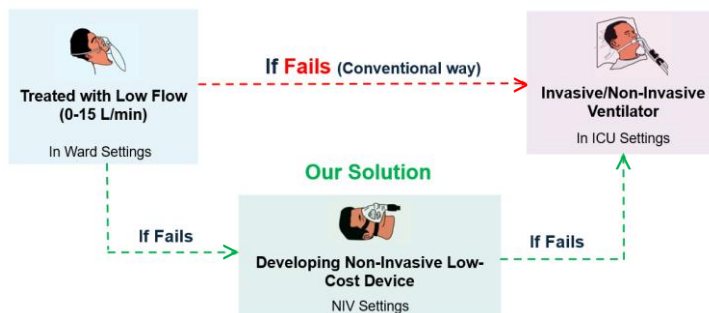 If Fails (Conventional way)
Treated with Low Flow
(0-15 L/min)
In Ward Settings
Invasive/Non-Invasive
Ventilator
In ICU Settings
Our Solution
If Fails
If Fails
Developing Non-Invasive Low-
Cost Device
NIV Settings